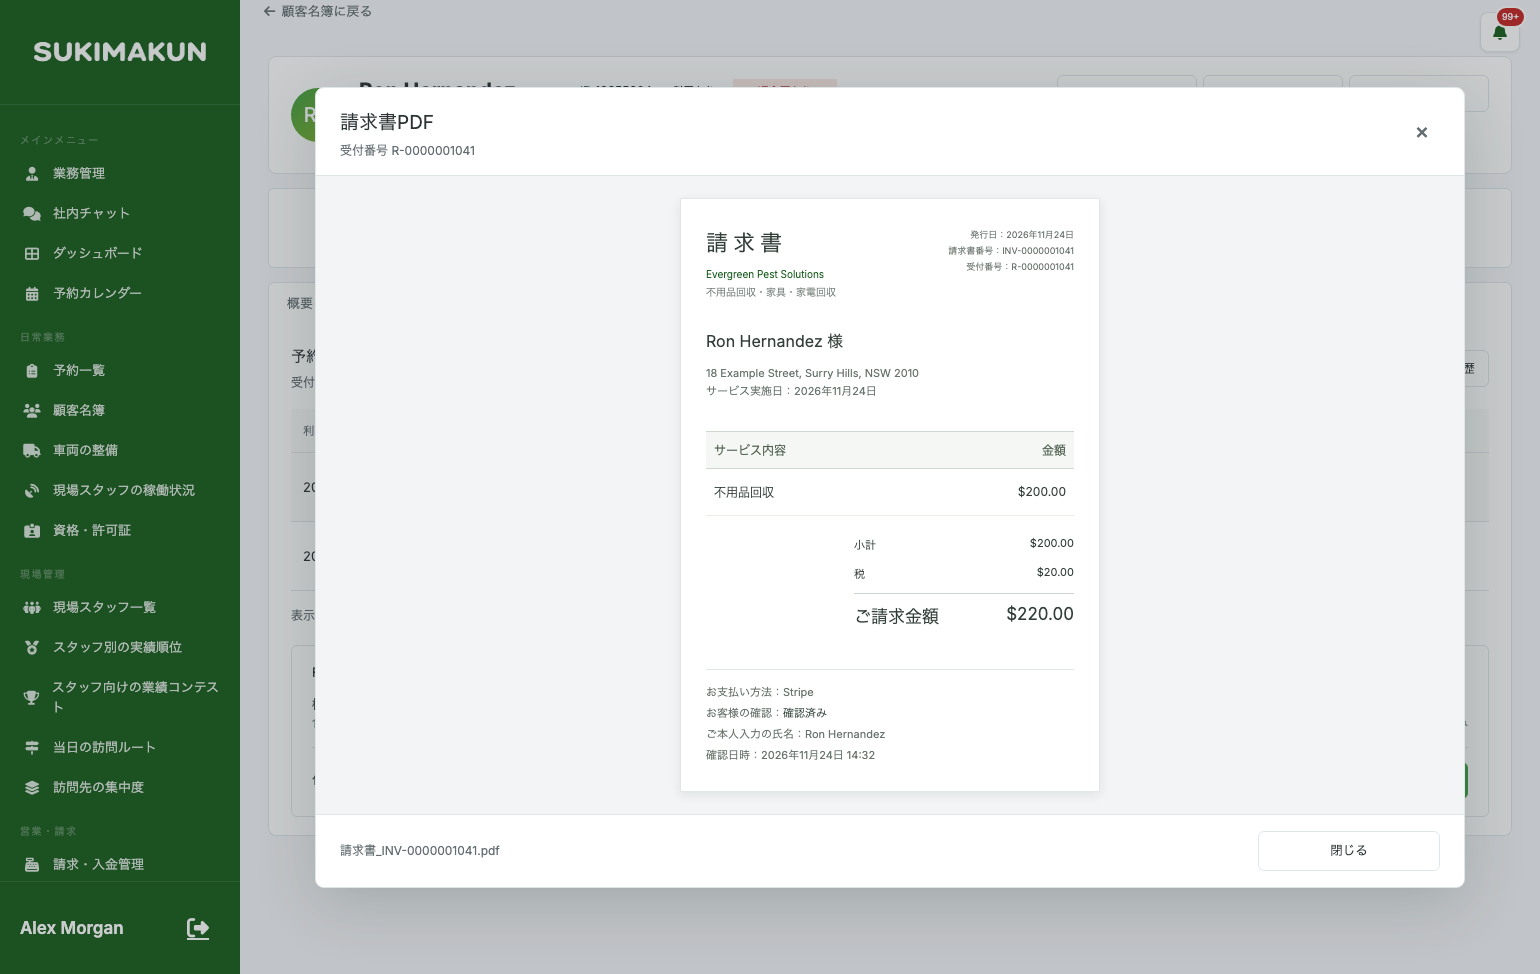 SUKIMAKUN
メインメニュー
業務管理
社内チャット
ダッシュボード
予約カレンダー
日常業務
予約一覧
顧客名簿
車両の整備
現場スタッフの稼働状況
資格・許可証
現場管理
現場スタッフ一覧
スタッフ別の実績順位
スタッフ向けの業績コンテス
ト
当日の訪問ルート
訪問先の集中度
営業・請求
請求・入金管理
Alex Morgan
← 顧客名簿に戻る
99+
R
Ron Hernandez
概要
予約
受付
利
20
20
表示
歴
請求書PDF
受付番号 R-0000001041
請求書
Evergreen Pest Solutions
不用品回収・家具・家電回収
発行日：2026年11月24日
請求書番号：INV-0000001041
受付番号：R-0000001041
Ron Hernandez 様
18 Example Street, Surry Hills, NSW 2010
サービス実施日：2026年11月24日
サービス内容 金額
不用品回収 $200.00
小計 $200.00
税 $20.00
ご請求金額 $220.00
お支払い方法：Stripe
お客様の確認：確認済み
ご本人入力の氏名：Ron Hernandez
確認日時：2026年11月24日 14:32
請求書_INV-0000001041.pdf
閉じる